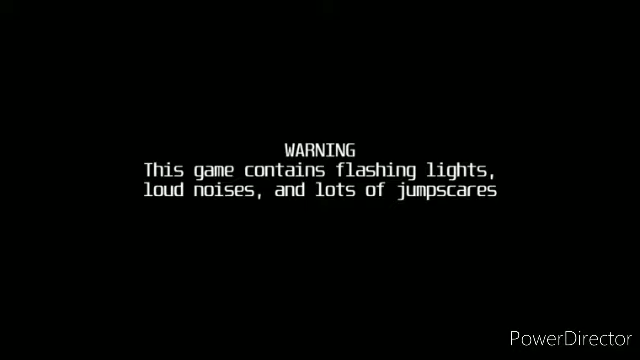 WARNING
This game contains flashing lights,
loud noises, and lots of jumpscares
PowerDirector